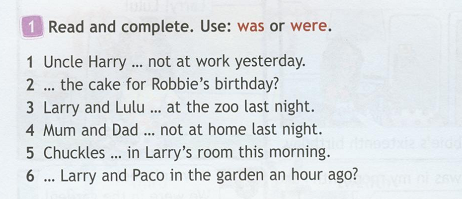 1 Read and complete. Use: was or were.
1 Uncle Harry ... not at work yesterday.
2 ... the cake for Robbie's birthday?
3 Larry and Lulu ... at the zoo last night.
4 Mum and Dad ... not at home last night.
5 Chuckles ... in Larry's room this morning.
6 ... Larry and Paco in the garden an hour ago?